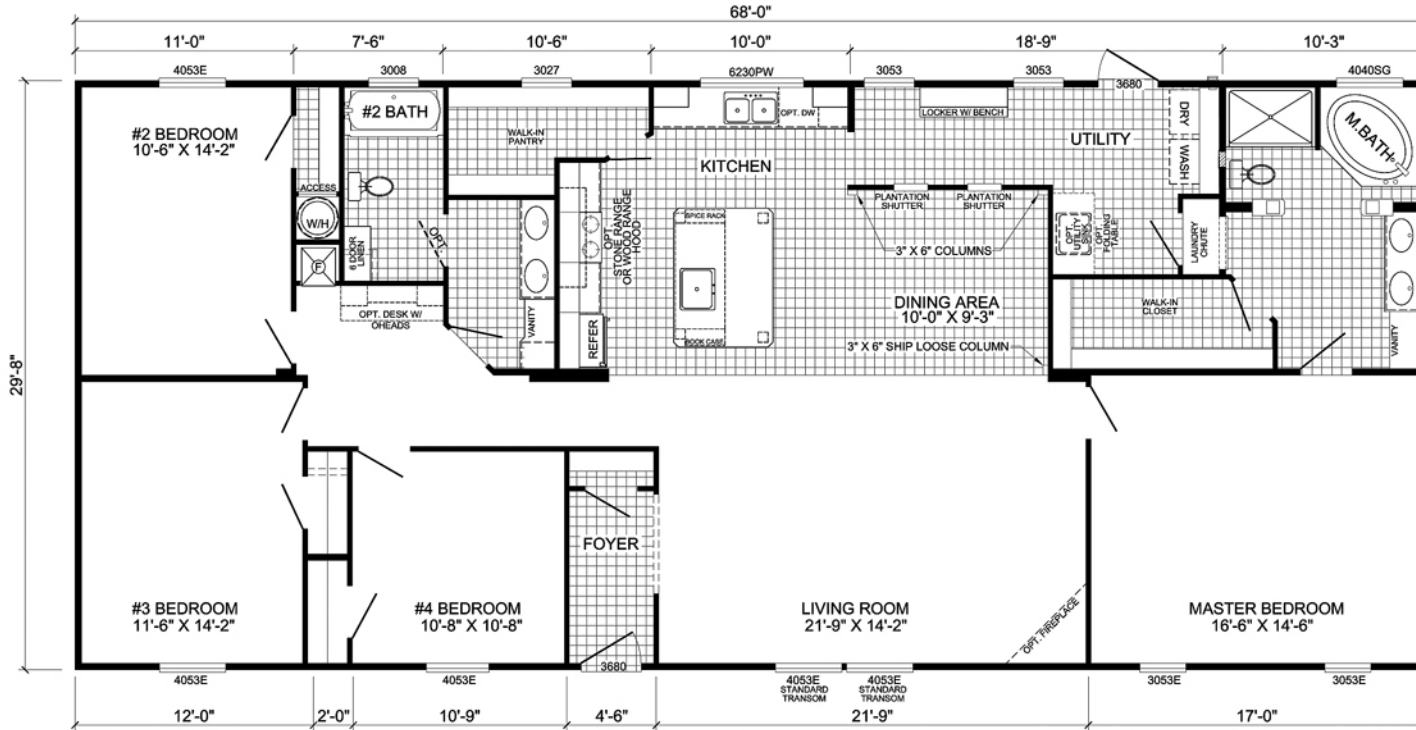 68'-0"
11'-0"
7'-6"
10'-6"
10'-0"
18'-9"
10'-3"
4053E
3008
3027
6230PW
3053
3053
3680
4040SG
29'-8"
#2 BEDROOM
10'-6" X 14'-2"
#2 BATH
ACCESS
W/H
F
6 DOOR
LINEN
OPT.
WALK-IN
PANTRY
VANITY
OPT. DESK W/
OHEADS
OPT. DW
KITCHEN
OPT.
STONE RANGE
OR WOOD RANGE
HOOD
REFER
SPICE RACK
BOOK CASE
LOCKER W/ BENCH
UTILITY
DRY
WASH
PLANTATION
SHUTTER
PLANTATION
SHUTTER
3" X 6" COLUMNS
OPT.
UTILITY
SINK
OPT.
FOLDING
TABLE
LAUNDRY
CHUTE
DINING AREA
10'-0" X 9'-3"
3" X 6" SHIP LOOSE COLUMN
WALK-IN
CLOSET
M.BATH
VANITY
#3 BEDROOM
11'-6" X 14'-2"
#4 BEDROOM
10'-8" X 10'-8"
FOYER
LIVING ROOM
21'-9" X 14'-2"
OPT. FIREPLACE
MASTER BEDROOM
16'-6" X 14'-6"
4053E
4053E
3680
4053E
STANDARD
TRANSOM
4053E
STANDARD
TRANSOM
3053E
3053E
12'-0"
2'-0"
10'-9"
4'-6"
21'-9"
17'-0"